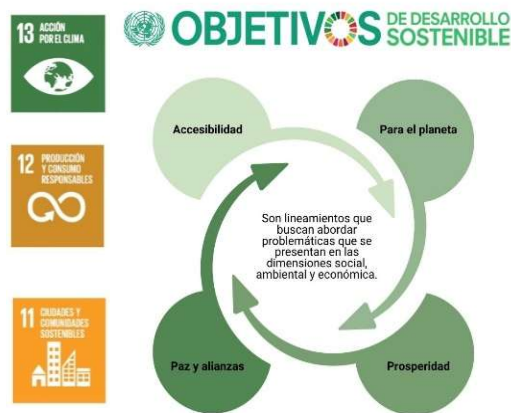 13 ACCIÓN
POR EL CLIMA
OBJETIVOS DE DESARROLLO
SOSTENIBLE
12 PRODUCCIÓN
Y CONSUMO
RESPONSABLES
11 CIUDADES Y
COMUNIDADES
SOSTENIBLES
Accesibilidad
Para el planeta
Son lineamientos que
buscan abordar
problemáticas que se
presentan en las
dimensiones social,
ambiental y económica.
Paz y alianzas
Prosperidad